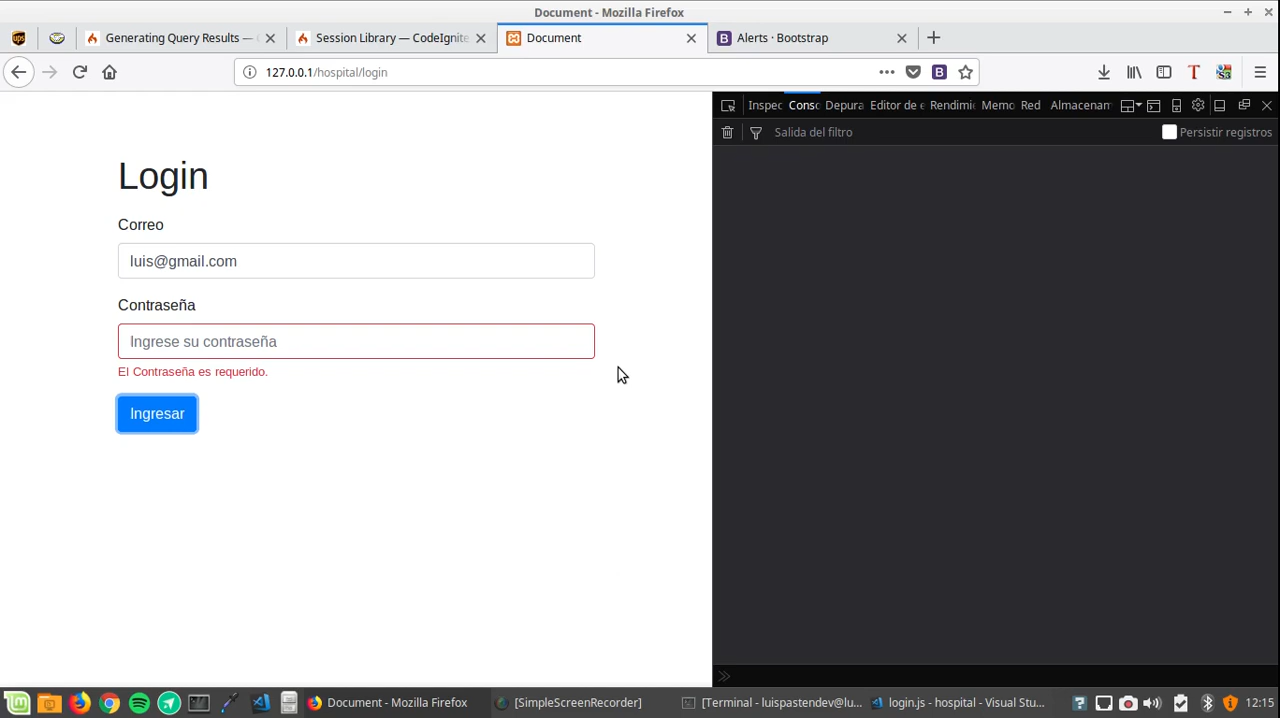 Document - Mozilla Firefox
ups
Generating Query Results —
Session Library — CodeIgnite
Document
Alerts · Bootstrap
127.0.0.1/hospital/login
Inspec
Consc
Depura
Editor de e
Rendimie
Memo
Red
Almacenam
Salida del filtro
Persistir registros
Login
Correo
luis@gmail.com
Contraseña
Ingrese su contraseña
El Contraseña es requerido.
Ingresar
Document - Mozilla Firefox
[SimpleScreenRecorder]
[Terminal - luispastendev@lu...
login.js - hospital - Visual Stu...
12:15